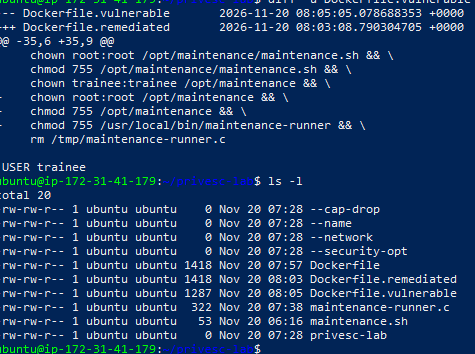 diff -u Dockerfile.vulnerable
--- Dockerfile.vulnerable 2026-11-20 08:05:05.078688353 +0000
+++ Dockerfile.remediated 2026-11-20 08:03:08.790304705 +0000
@ -35,6 +35,9 @@
chown root:root /opt/maintenance/maintenance.sh && \
chmod 755 /opt/maintenance/maintenance.sh && \
chown trainee:trainee /opt/maintenance && \
chown root:root /opt/maintenance && \
chmod 755 /opt/maintenance && \
chmod 755 /usr/local/bin/maintenance-runner && \
rm /tmp/maintenance-runner.c
USER trainee
ubuntu@ip-172-31-41-179:~/privesc-lab$ ls -l
total 20
rw-rw-r-- 1 ubuntu ubuntu 0 Nov 20 07:28 --cap-drop
rw-rw-r-- 1 ubuntu ubuntu 0 Nov 20 07:28 --name
rw-rw-r-- 1 ubuntu ubuntu 0 Nov 20 07:28 --network
rw-rw-r-- 1 ubuntu ubuntu 0 Nov 20 07:28 --security-opt
rw-rw-r-- 1 ubuntu ubuntu 1418 Nov 20 07:57 Dockerfile
rw-rw-r-- 1 ubuntu ubuntu 1418 Nov 20 08:03 Dockerfile.remediated
rw-rw-r-- 1 ubuntu ubuntu 1287 Nov 20 08:05 Dockerfile.vulnerable
rw-rw-r-- 1 ubuntu ubuntu 322 Nov 20 07:38 maintenance-runner.c
rw-rw-r-- 1 ubuntu ubuntu 53 Nov 20 06:16 maintenance.sh
rw-rw-r-- 1 ubuntu ubuntu 0 Nov 20 07:28 privesc-lab
ubuntu@ip-172-31-41-179:~/privesc-lab$